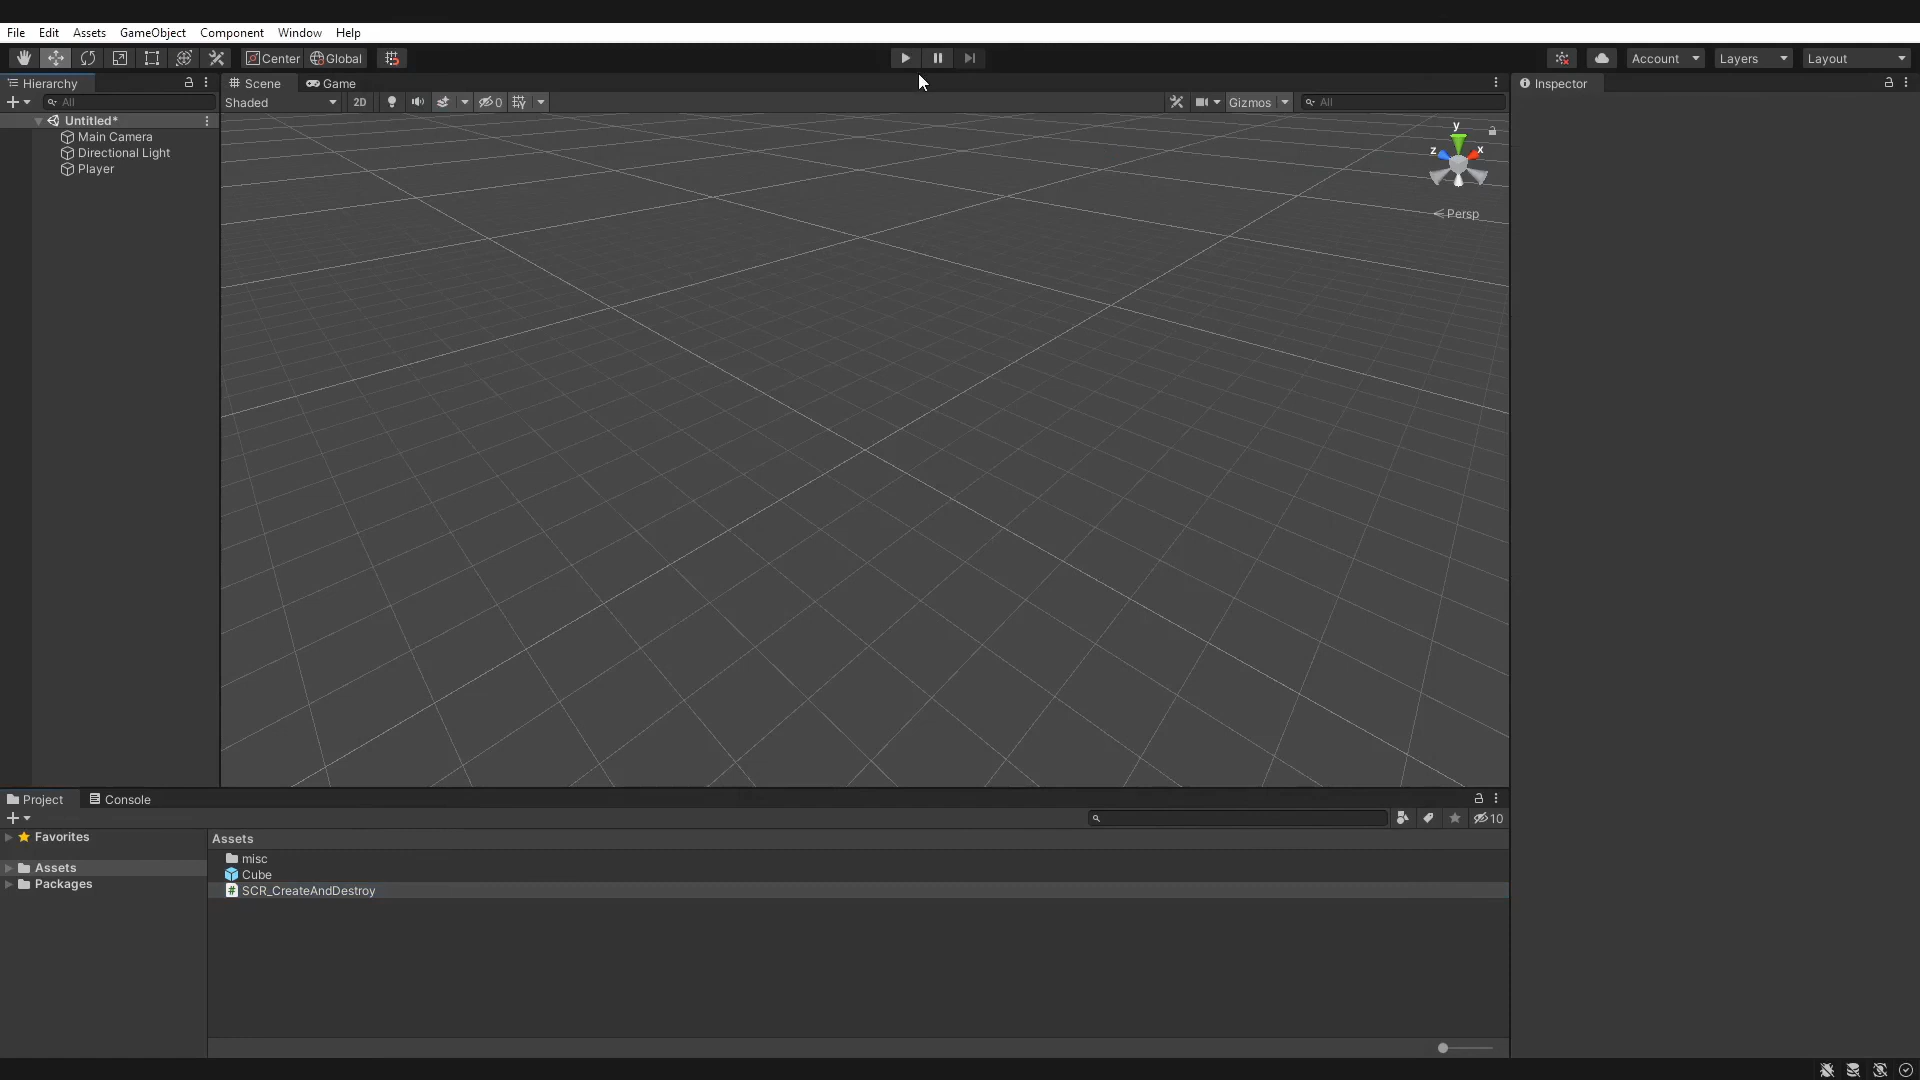 File Edit Assets GameObject Component Window Help
Center Global Account Layers Layout
Hierarchy Scene Game Inspector
All Shaded 2D 0 Gizmos All
Untitled*
Main Camera
Directional Light
Player
y
z x
Persp
Project Console
10
Favorites Assets
misc
Assets Cube
Packages SCR_CreateAndDestroy